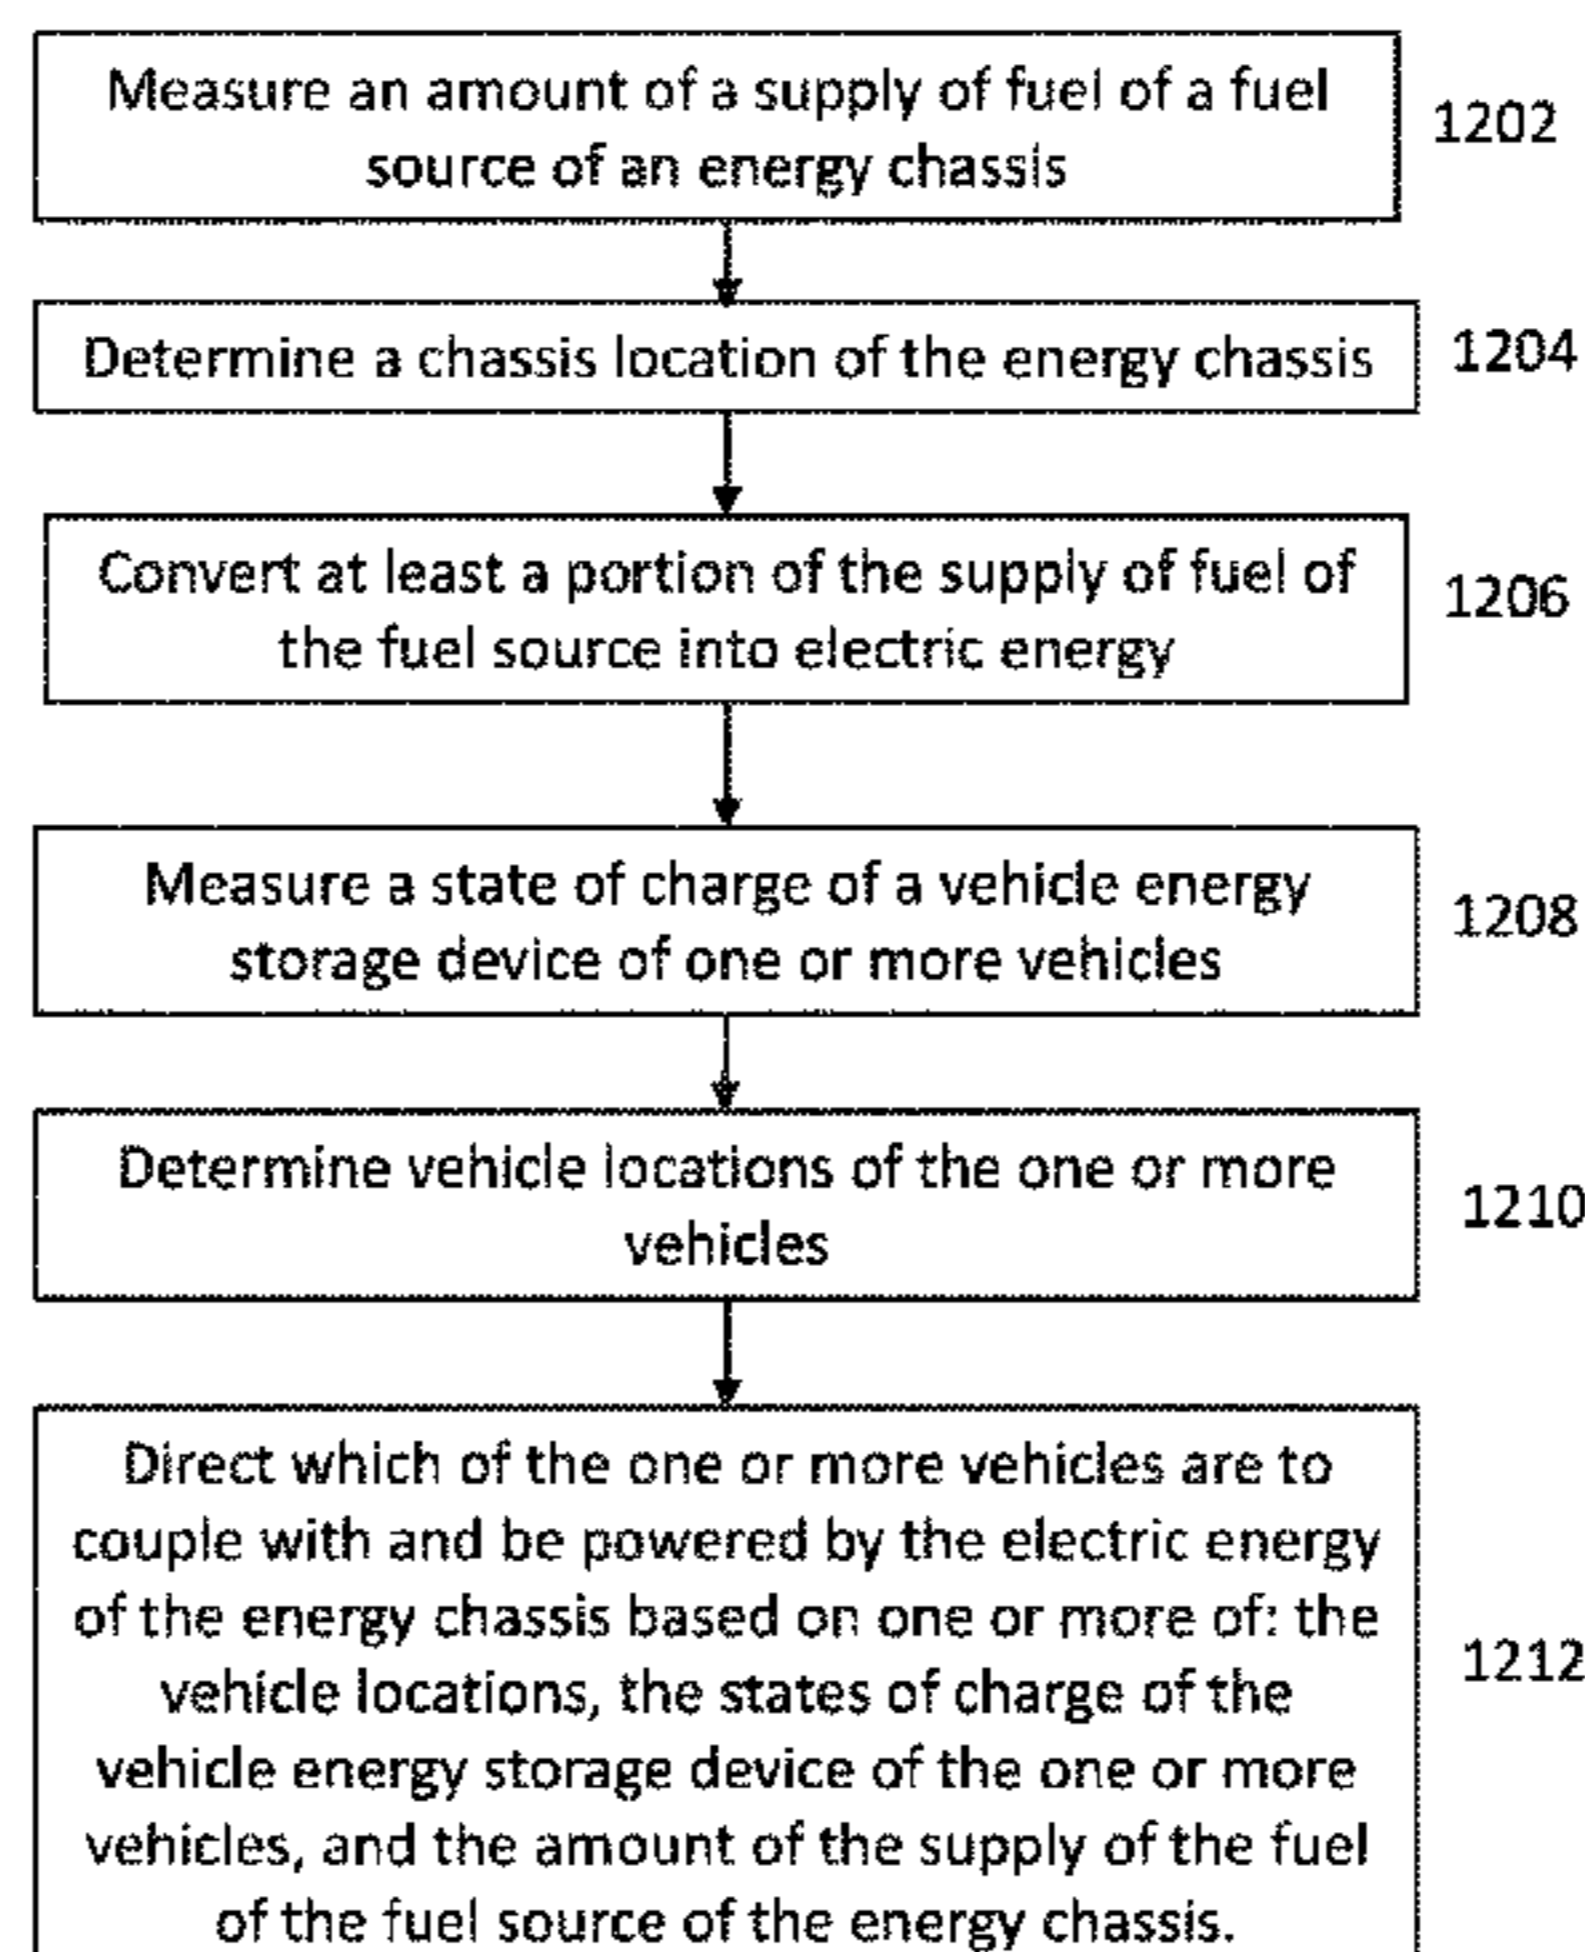 Measure an amount of a supply of fuel of a fuel
source of an energy chassis
1202
Determine a chassis location of the energy chassis
1204
Convert at least a portion of the supply of fuel of
the fuel source into electric energy
1206
Measure a state of charge of a vehicle energy
storage device of one or more vehicles
1208
Determine vehicle locations of the one or more
vehicles
1210
Direct which of the one or more vehicles are to
couple with and be powered by the electric energy
of the energy chassis based on one or more of: the
vehicle locations, the states of charge of the
vehicle energy storage device of the one or more
vehicles, and the amount of the supply of the fuel
of the fuel source of the energy chassis.
1212